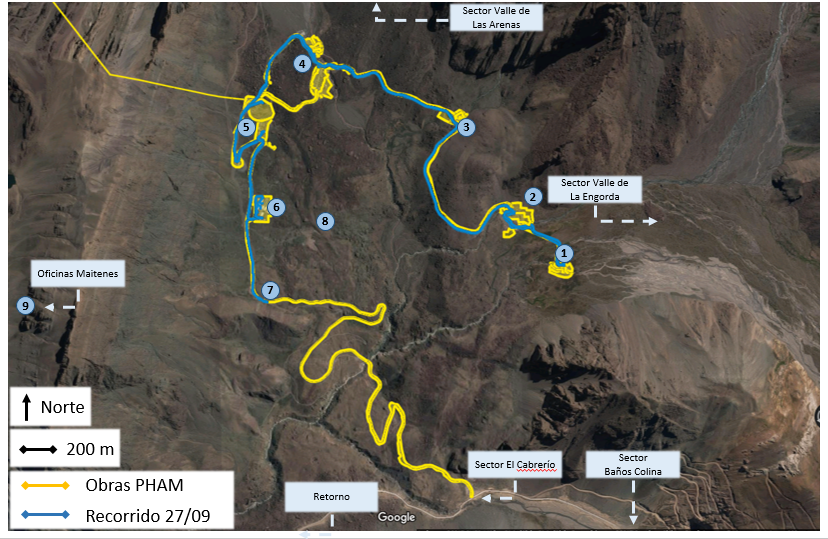 Sector Valle de
Las Arenas
4
5
3
Sector Valle de
La Engorda
2
6
8
1
Oficinas Maitenes
9
7
Norte
200 m
Obras PHAM
Recorrido 27/09
Sector El Cabrerío
Sector
Baños Colina
Retorno
Google